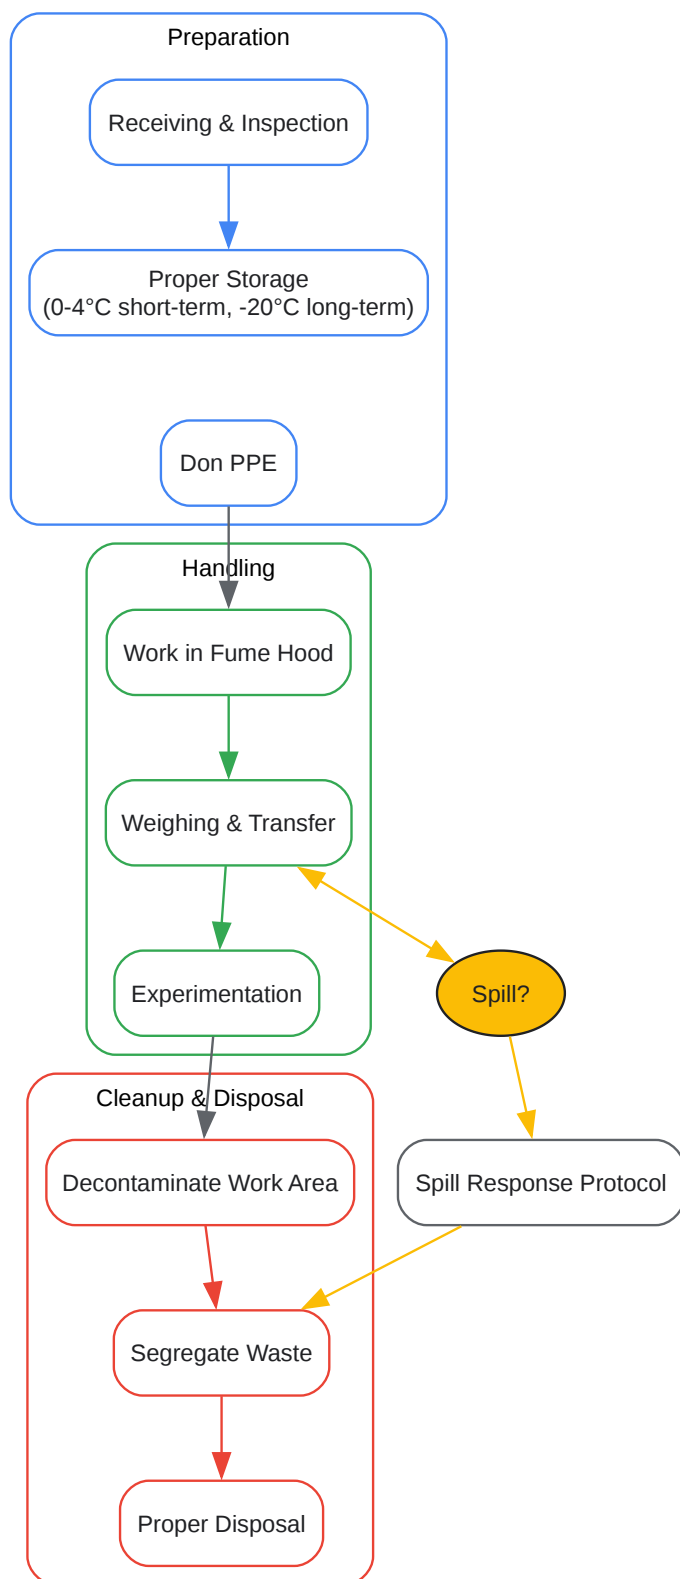 Preparation
Receiving & Inspection
Proper Storage
(0-4°C short-term, -20°C long-term)
Don PPE
Handling
Work in Fume Hood
Weighing & Transfer
Experimentation
Spill?
Cleanup & Disposal
Decontaminate Work Area
Spill Response Protocol
Segregate Waste
Proper Disposal